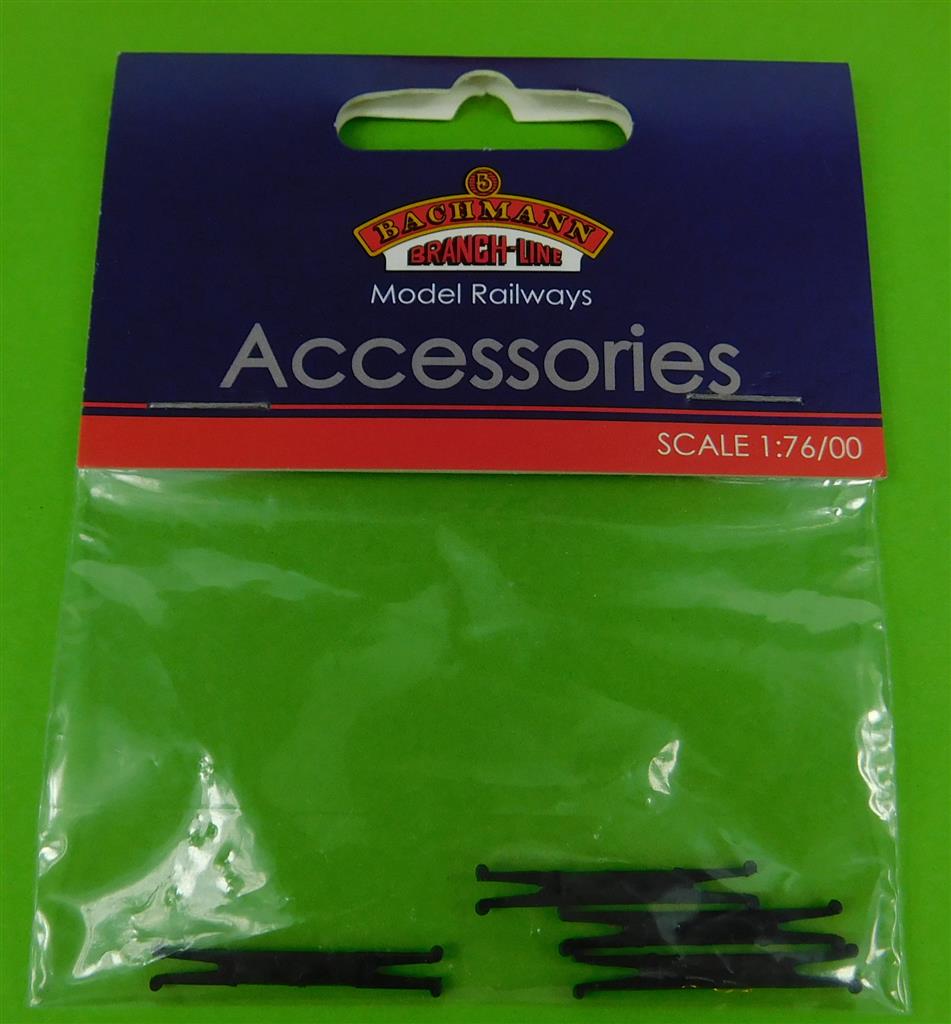 B
BACHMANN
BRANCH-LINE
Model Railways
Accessories
SCALE 1:76/00